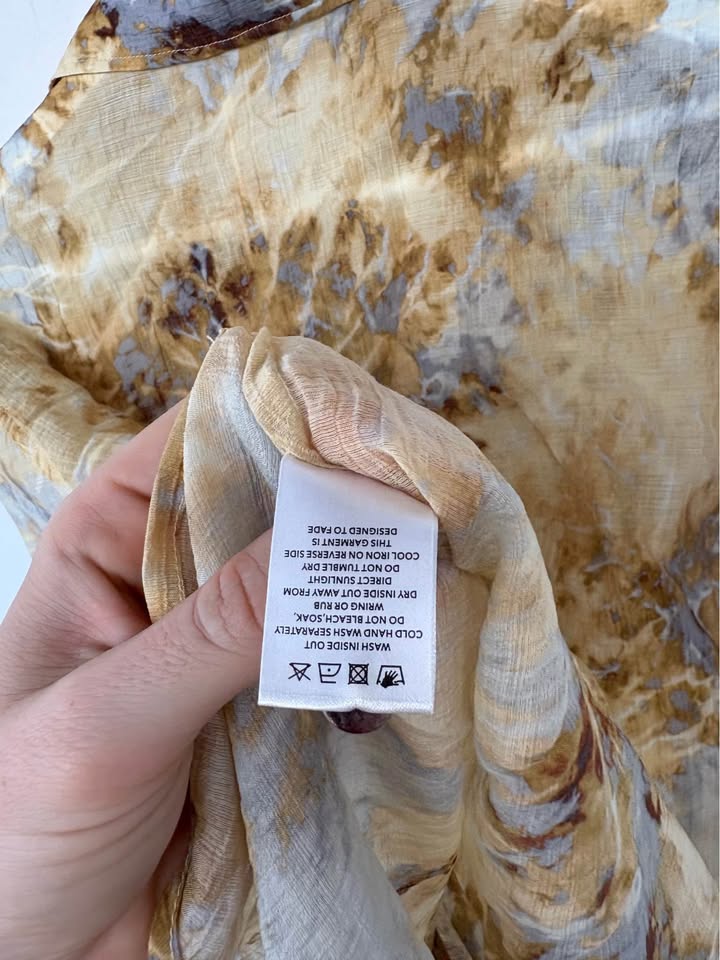 WASH INSIDE OUT
COLD HAND WASH SEPARATELY
DO NOT BLEACH,SOAK,
WRING OR RUB
DRY INSIDE OUT AWAY FROM
DIRECT SUNLIGHT
DO NOT TUMBLE DRY
COOL IRON ON REVERSE SIDE
THIS GARMENT IS
DESIGNED TO FADE